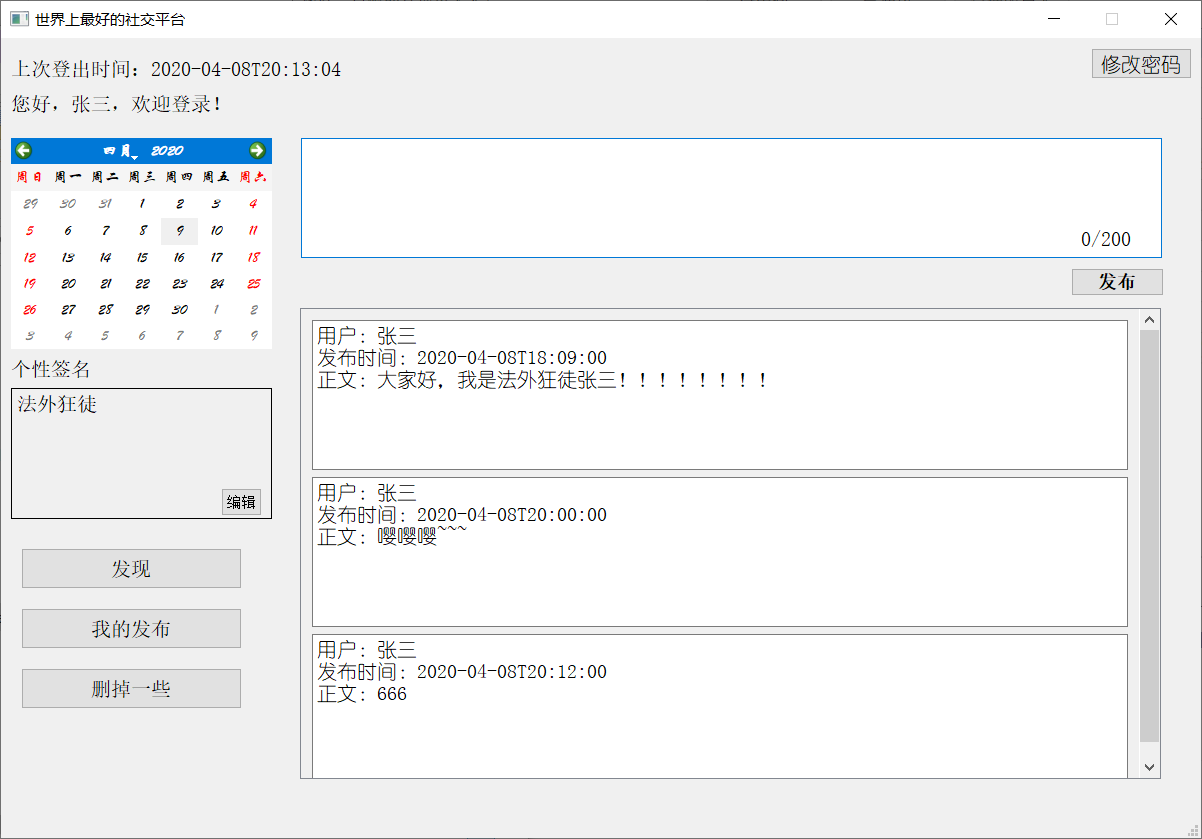 世界上最好的社交平台
上次登出时间：2020-04-08T20:13:04
修改密码
您好，张三，欢迎登录！
四月 2020
周日 周一 周二 周三 周四 周五 周六
29 30 31 1 2 3 4
5 6 7 8 9 10 11
12 13 14 15 16 17 18
19 20 21 22 23 24 25
26 27 28 29 30 1 2
3 4 5 6 7 8 9
个性签名
法外狂徒
编辑
发现
我的发布
删掉一些
0/200
发布
用户：张三
发布时间：2020-04-08T18:09:00
正文：大家好，我是法外狂徒张三！！！！！！！！
用户：张三
发布时间：2020-04-08T20:00:00
正文：嘤嘤嘤~~~
用户：张三
发布时间：2020-04-08T20:12:00
正文：666